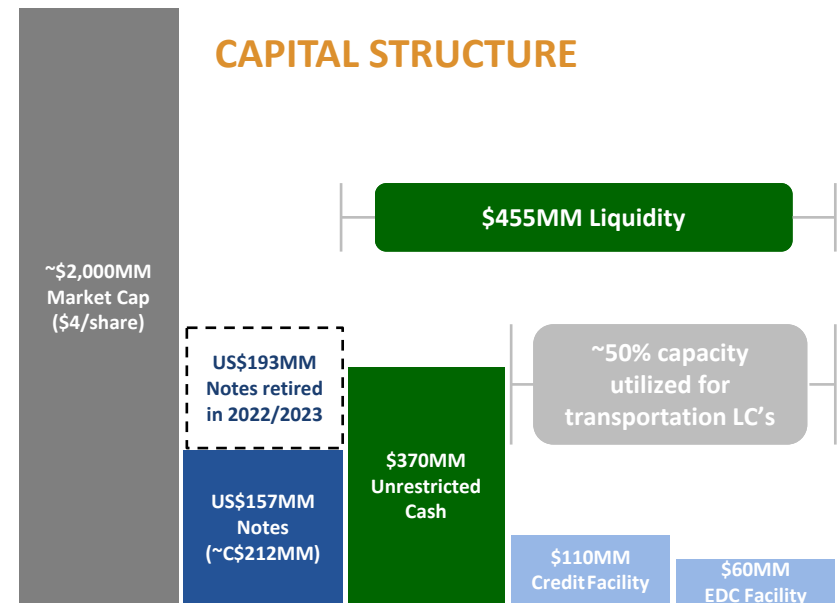 CAPITAL STRUCTURE
$455MM Liquidity
~$2,000MM
Market Cap
($4/share)
~50% capacity
utilized for
transportation LC's
US$193MM
Notes retired
in 2022/2023
$370MM
Unrestricted
Cash
US$157MM
Notes
(~C$212MM)
$110MM
Credit Facility
$60MM
EDC Facility